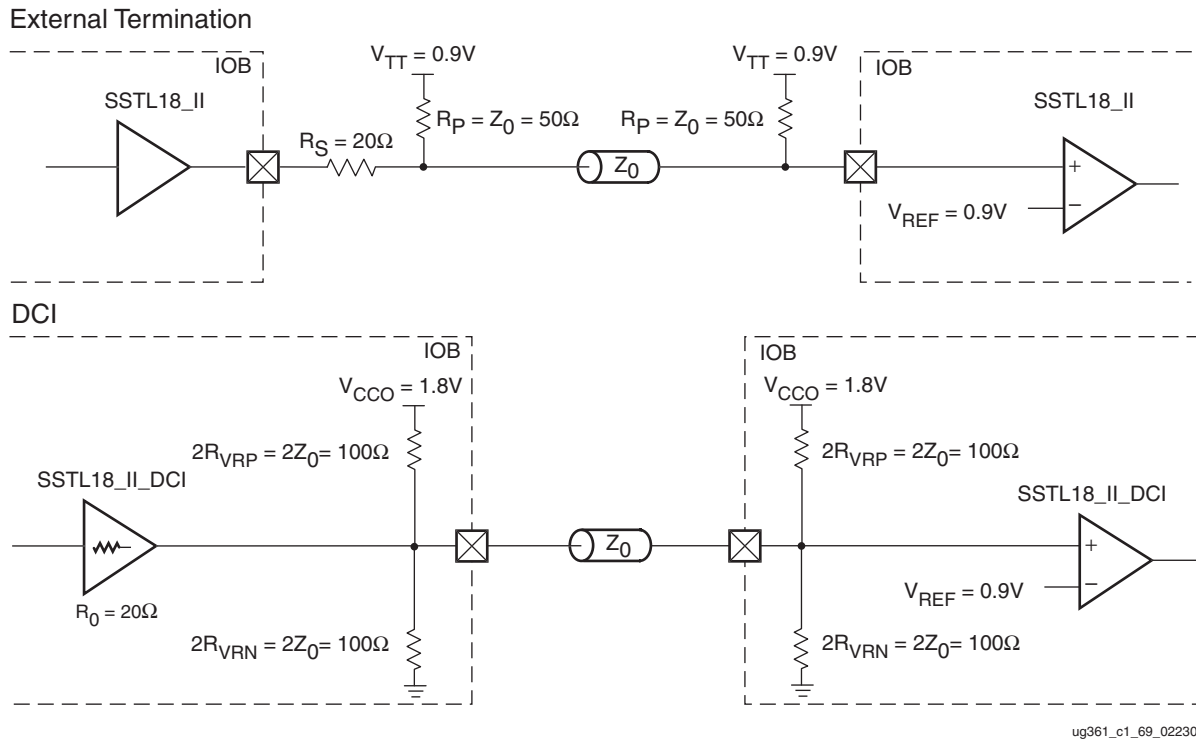 External Termination
IOB
V_TT = 0.9V
V_TT = 0.9V
IOB
SSTL18_II
SSTL18_II
R_P = Z_0 = 50Ω
R_P = Z_0 = 50Ω
R_S = 20Ω
Z_0
+
–
V_REF = 0.9V
DCI
IOB
IOB
V_CCO = 1.8V
V_CCO = 1.8V
2R_VRP = 2Z_0= 100Ω
2R_VRP = 2Z_0= 100Ω
SSTL18_II_DCI
SSTL18_II_DCI
Z_0
+
–
R_0 = 20Ω
V_REF = 0.9V
2R_VRN = 2Z_0= 100Ω
2R_VRN = 2Z_0= 100Ω
ug361_c1_69_02230